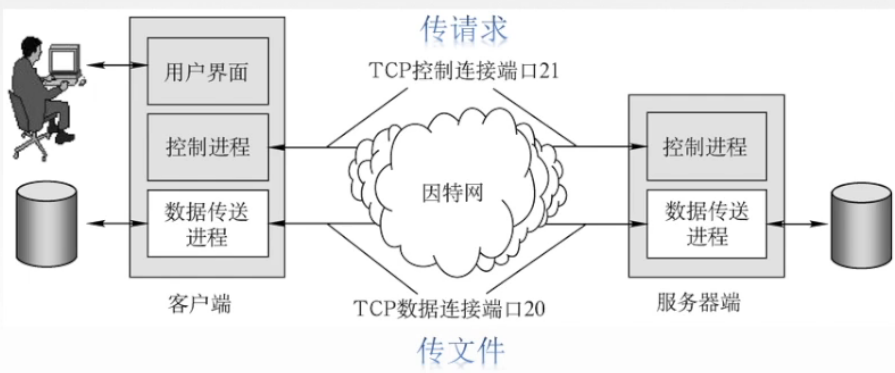 传请求
TCP控制连接端口21
用户界面
控制进程
控制进程
因特网
数据传送
进程
数据传送
进程
客户端
TCP数据连接端口20
服务器端
传文件